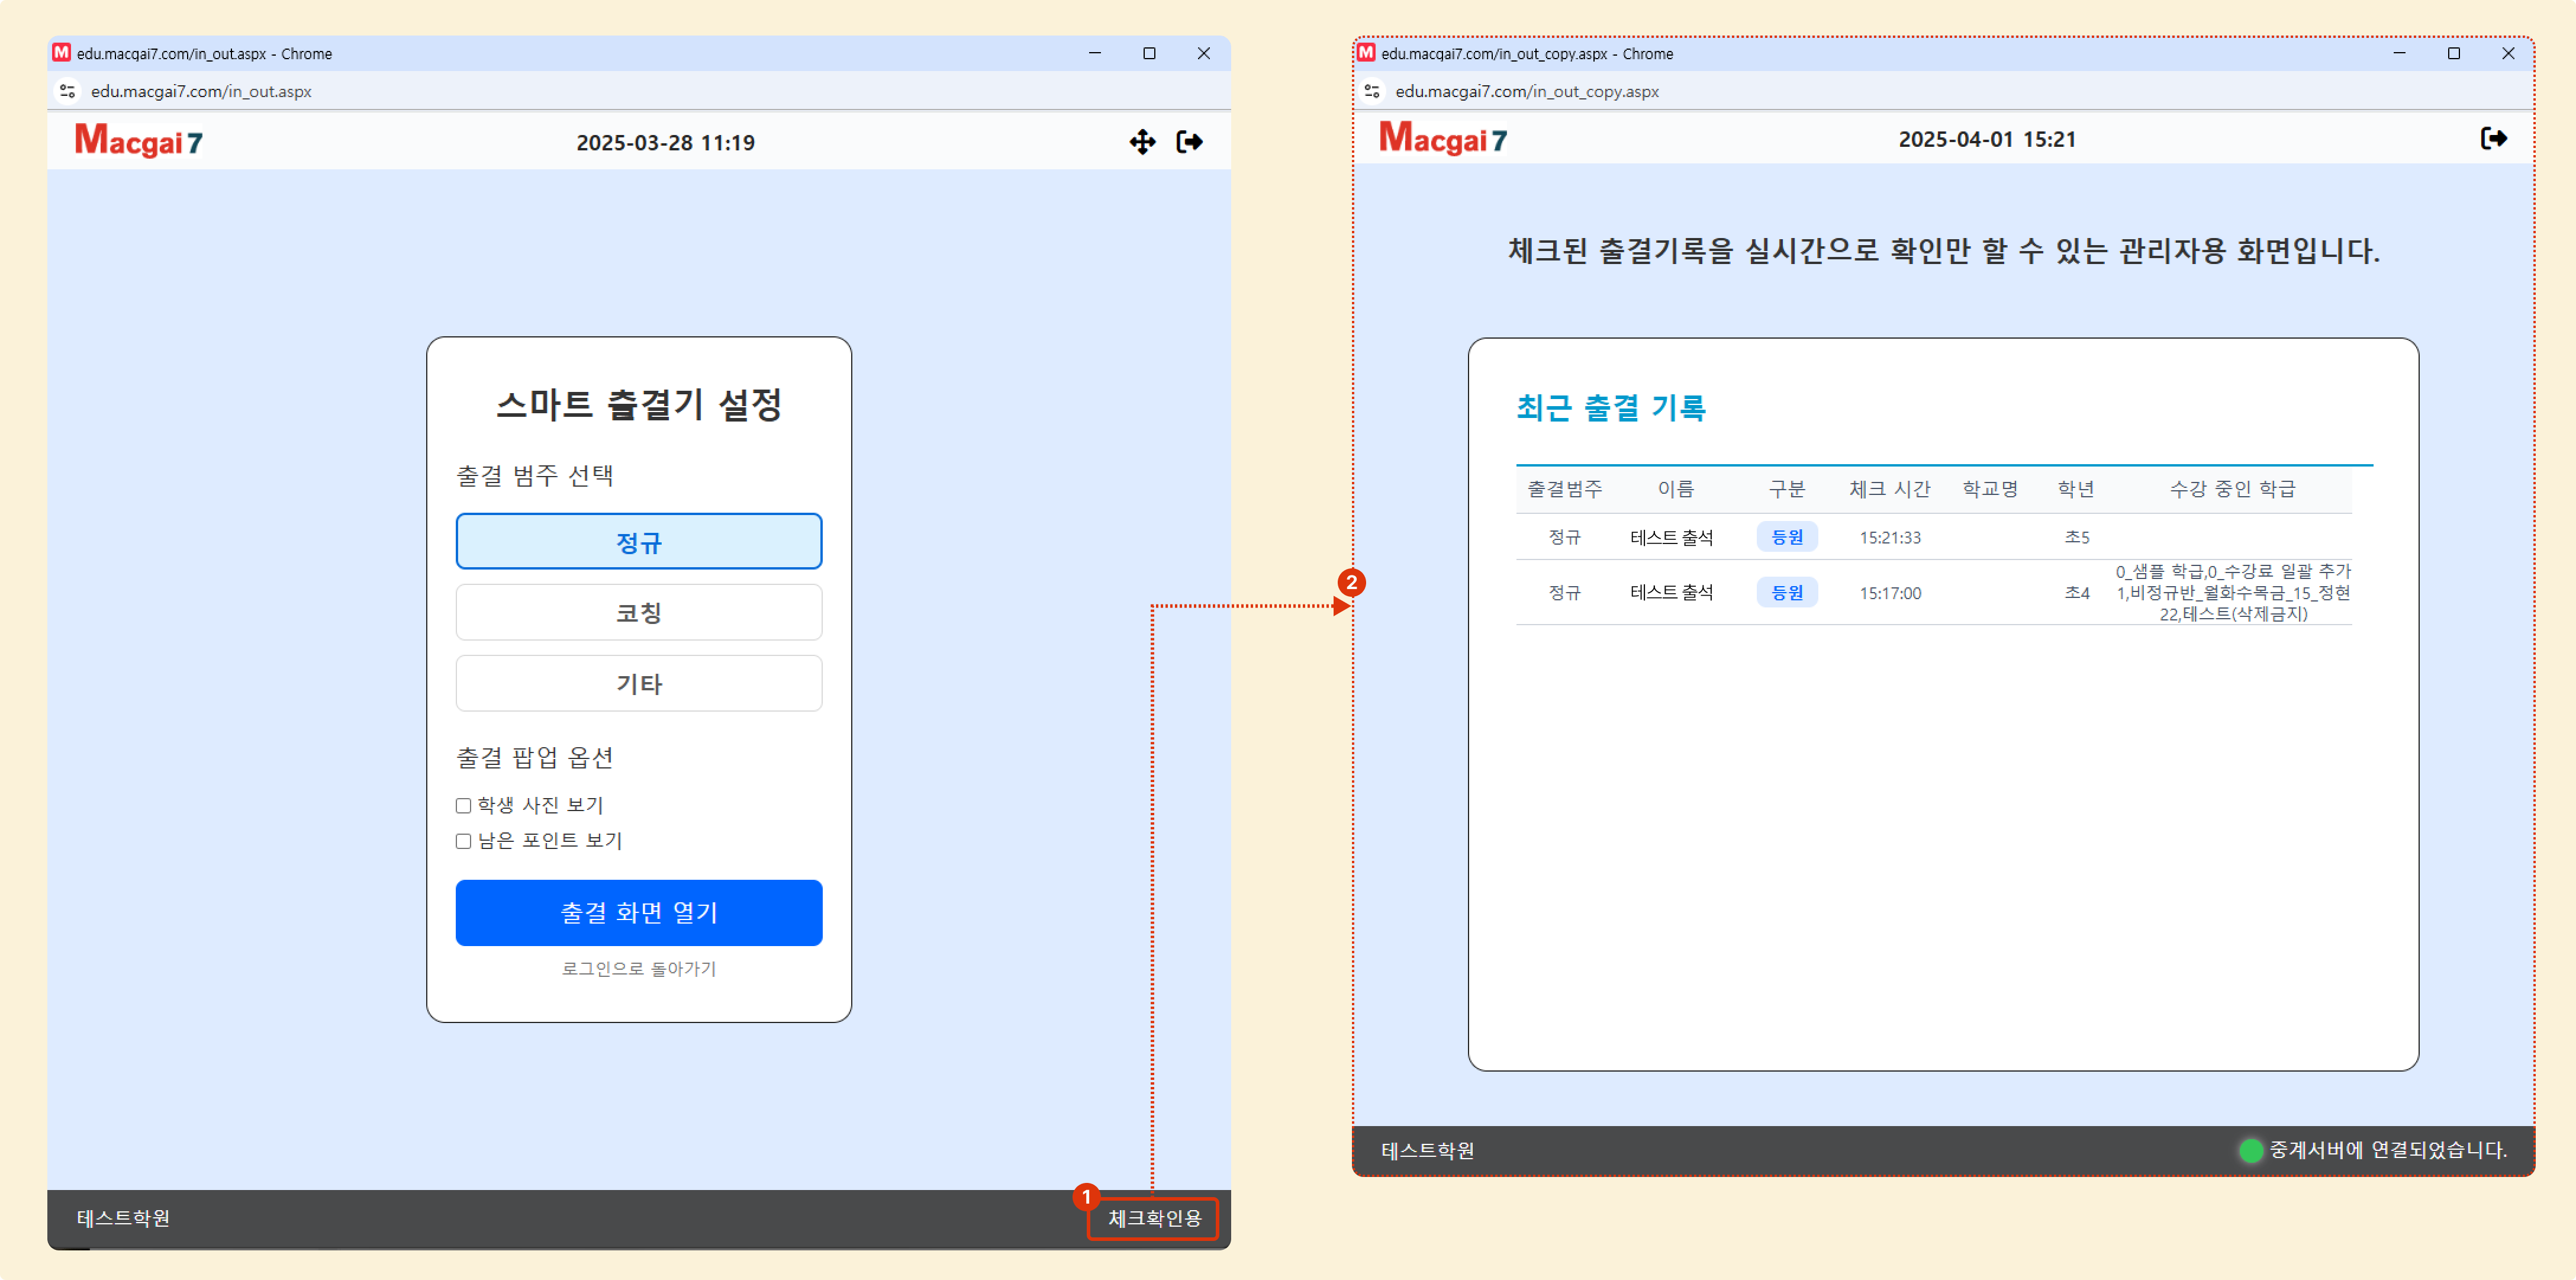 edu.macgai7.com/in_out.aspx - Chrome
edu.macgai7.com/in_out.aspx
Macgai 7
2025-03-28 11:19
스마트 출결기 설정
출결 범주 선택
정규
코칭
기타
출결 팝업 옵션
학생 사진 보기
남은 포인트 보기
출결 화면 열기
로그인으로 돌아가기
테스트학원
1
체크확인용
2
edu.macgai7.com/in_out_copy.aspx - Chrome
edu.macgai7.com/in_out_copy.aspx
Macgai 7
2025-04-01 15:21
체크된 출결기록을 실시간으로 확인만 할 수 있는 관리자용 화면입니다.
최근 출결 기록
출결범주 이름 구분 체크 시간 학교명 학년 수강 중인 학급
정규 테스트 출석 등원 15:21:33 초5
정규 테스트 출석 등원 15:17:00 초4 0_샘플 학급,0_수강료 일괄 추가
1,비정규반_월화수목금_15_정현
22,테스트(삭제금지)
테스트학원
중계서버에 연결되었습니다.